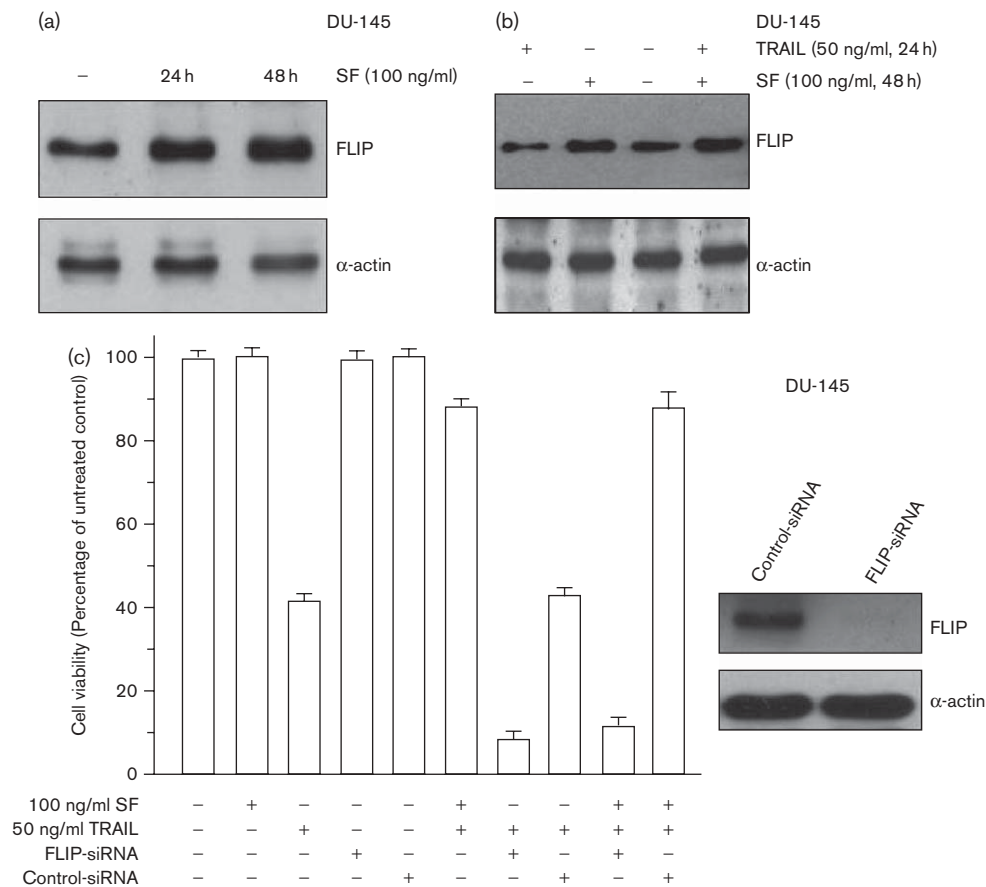 (a)
DU-145
– 24 h 48 h SF (100 ng/ml)
FLIP
α-actin
(b)
DU-145
+ – – + TRAIL (50 ng/ml, 24 h)
– + – + SF (100 ng/ml, 48 h)
FLIP
α-actin
(c)
Cell viability (Percentage of untreated control)
100
80
60
40
20
0
100 ng/ml SF – + – – – + – – + +
50 ng/ml TRAIL – – + – – + + + + +
FLIP-siRNA – – – + – – + – + –
Control-siRNA – – – – + – – + – +
DU-145
Control-siRNA
FLIP-siRNA
FLIP
α-actin